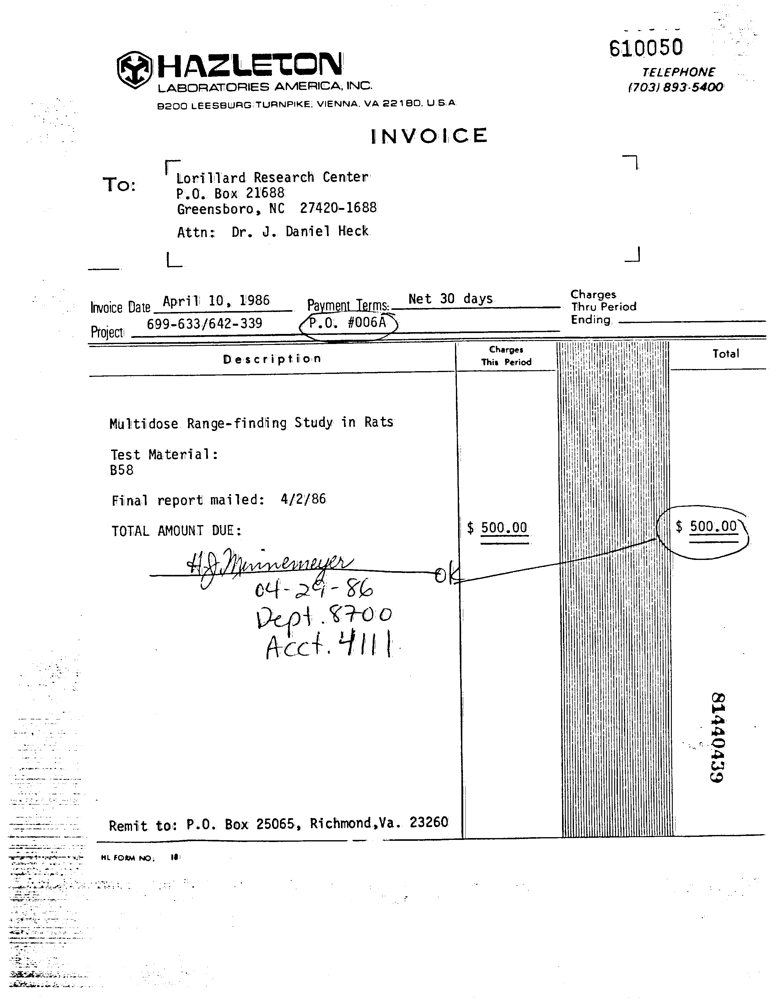 610050
HAZLETON
LABORATORIES AMERICA, INC.
TELEPHONE
(703) 893-5400
9200 LEESBURG TURNPIKE, VIENNA, VA 22180, U.S.A.
INVOICE
To:
Lorillard Research Center
P.O. Box 21688
Greensboro, NC 27420-1688
Attn: Dr. J. Daniel Heck
Invoice Date April 10, 1986 Payment Terms: Net 30 days
Charges
Thru Period
Ending
Project: 699-633/642-339 P.O. #006A
Description Charges This Period Total
Multidose Range-finding Study in Rats
Test Material:
B58
Final report mailed: 4/2/86
TOTAL AMOUNT DUE: $ 500.00 $ 500.00
H.J. Minnemeyer OK
04-29-86
Dept. 8700
Acct. 4111
81440439
Remit to: P.O. Box 25065, Richmond,Va. 23260
HL FORM NO. 18